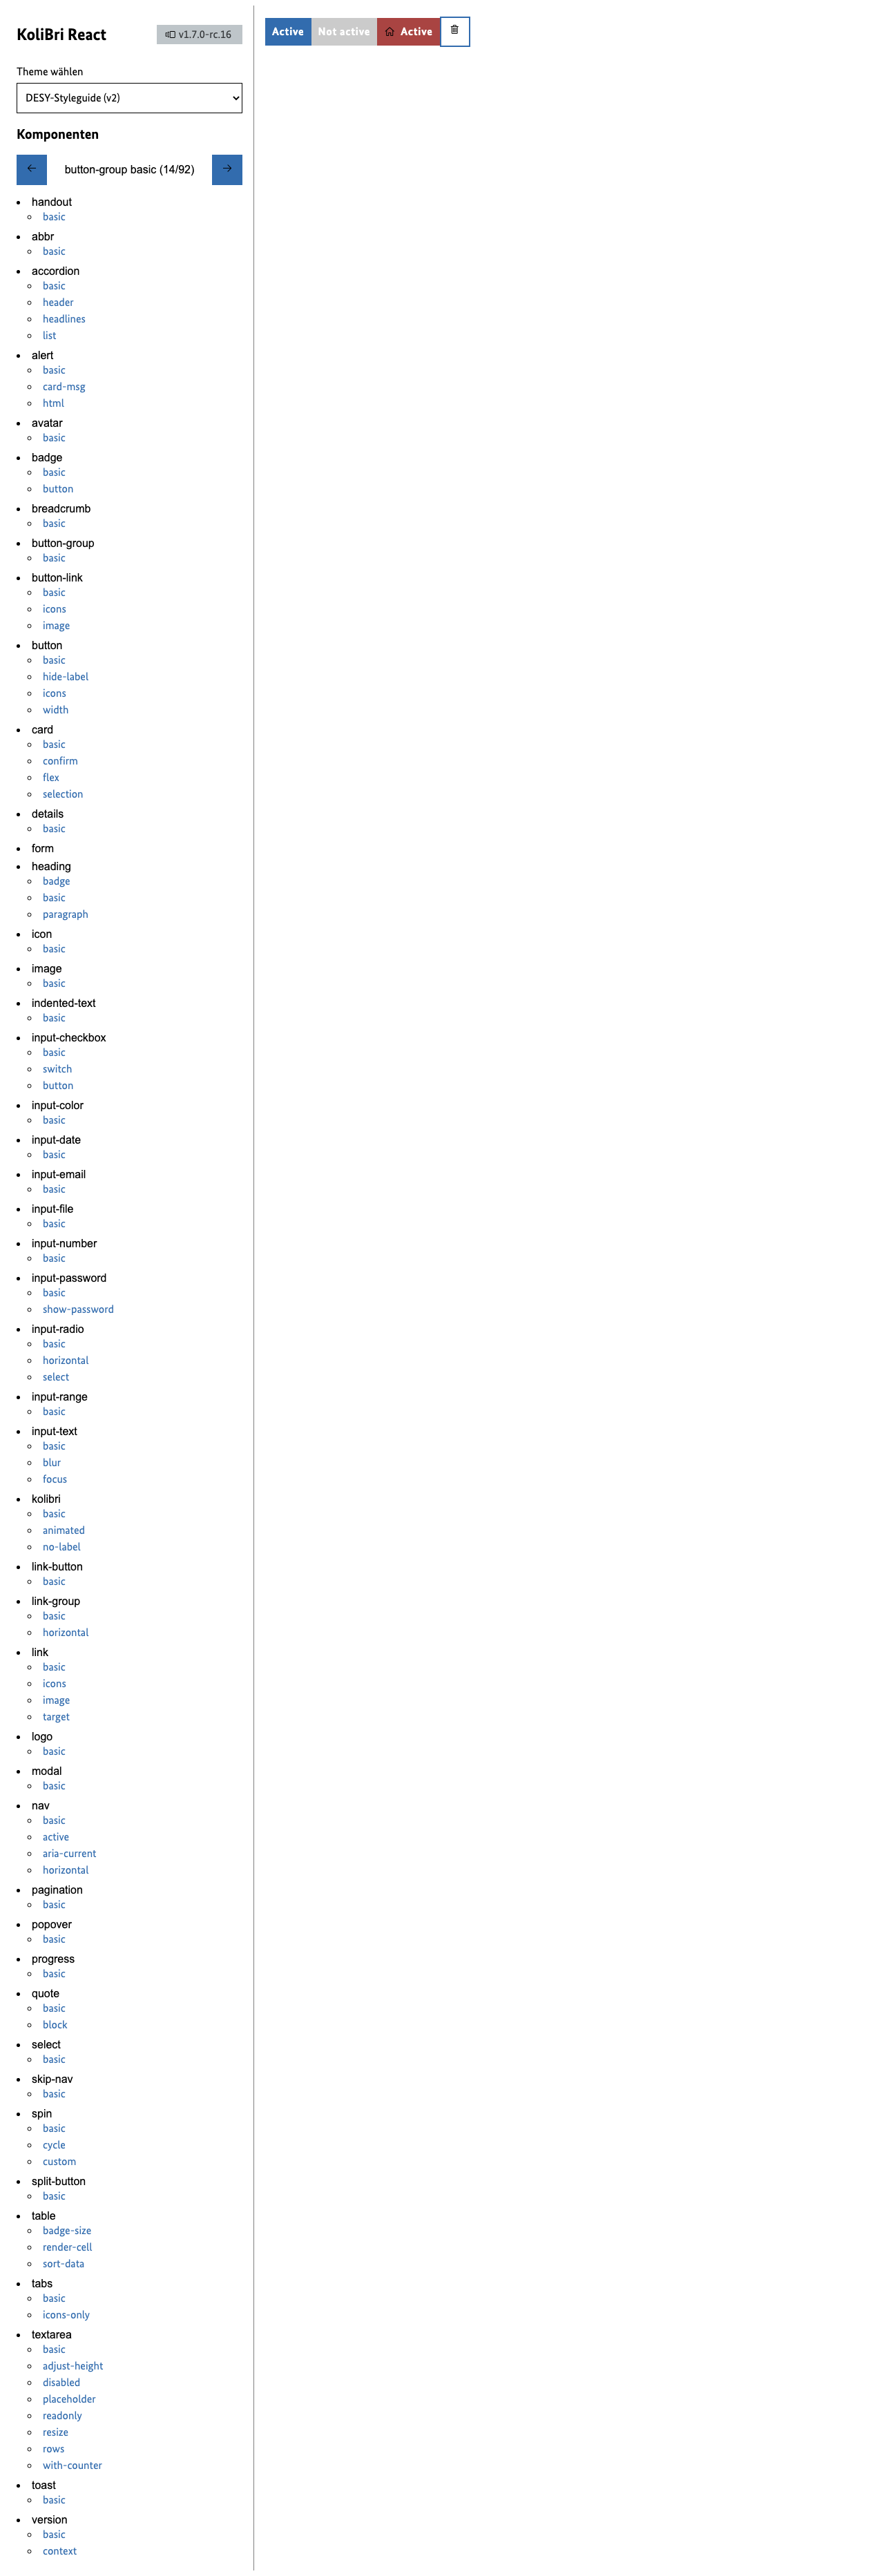 KoliBri React
v1.7.0-rc.16
Theme wählen
DESY-Styleguide (v2)
Komponenten
button-group basic (14/92)
handout
basic
abbr
basic
accordion
basic
header
headlines
list
alert
basic
card-msg
html
avatar
basic
badge
basic
button
breadcrumb
basic
button-group
basic
button-link
basic
icons
image
button
basic
hide-label
icons
width
card
basic
confirm
flex
selection
details
basic
form
heading
badge
basic
paragraph
icon
basic
image
basic
indented-text
basic
input-checkbox
basic
switch
button
input-color
basic
input-date
basic
input-email
basic
input-file
basic
input-number
basic
input-password
basic
show-password
input-radio
basic
horizontal
select
input-range
basic
input-text
basic
blur
focus
kolibri
basic
animated
no-label
link-button
basic
link-group
basic
horizontal
link
basic
icons
image
target
logo
basic
modal
basic
nav
basic
active
aria-current
horizontal
pagination
basic
popover
basic
progress
basic
quote
basic
block
select
basic
skip-nav
basic
spin
basic
cycle
custom
split-button
basic
table
badge-size
render-cell
sort-data
tabs
basic
icons-only
textarea
basic
adjust-height
disabled
placeholder
readonly
resize
rows
with-counter
toast
basic
version
basic
context
Active Not active Active